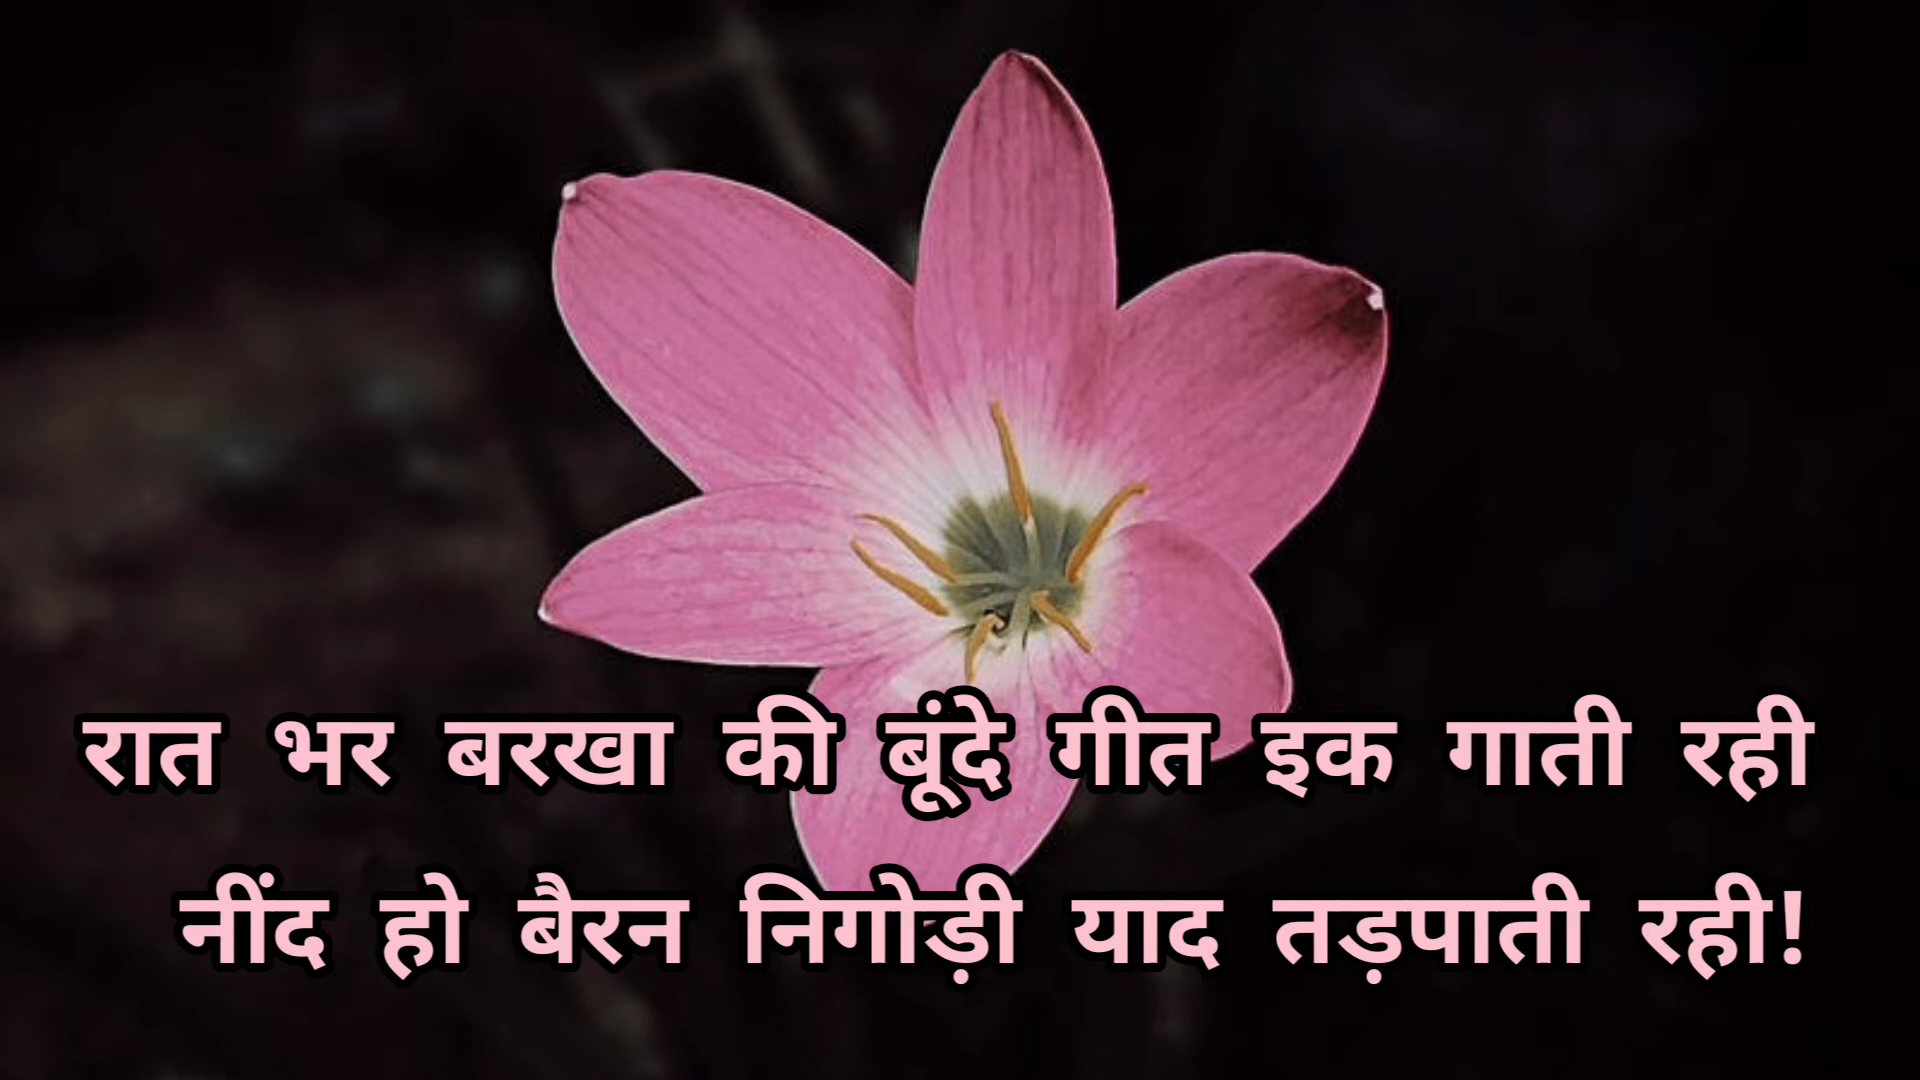 रात भर बरखा की बूंदे गीत इक गाती रही
नींद हो बैरन निगोड़ी याद तड़पाती रही!